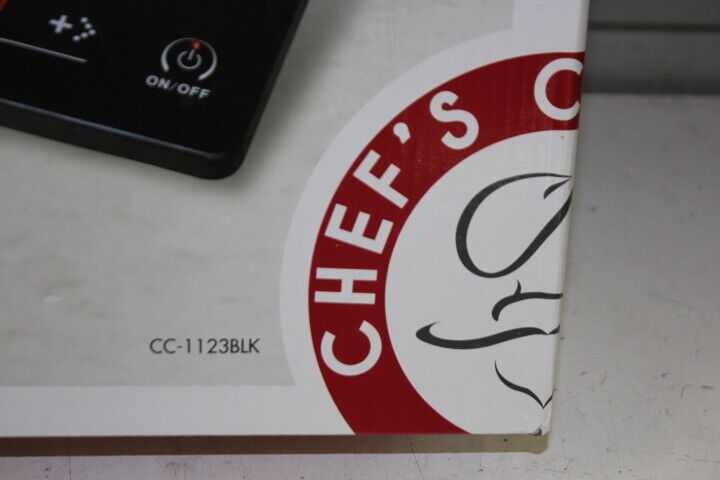 ON/OFF
CHEF'S C
CC-1123BLK